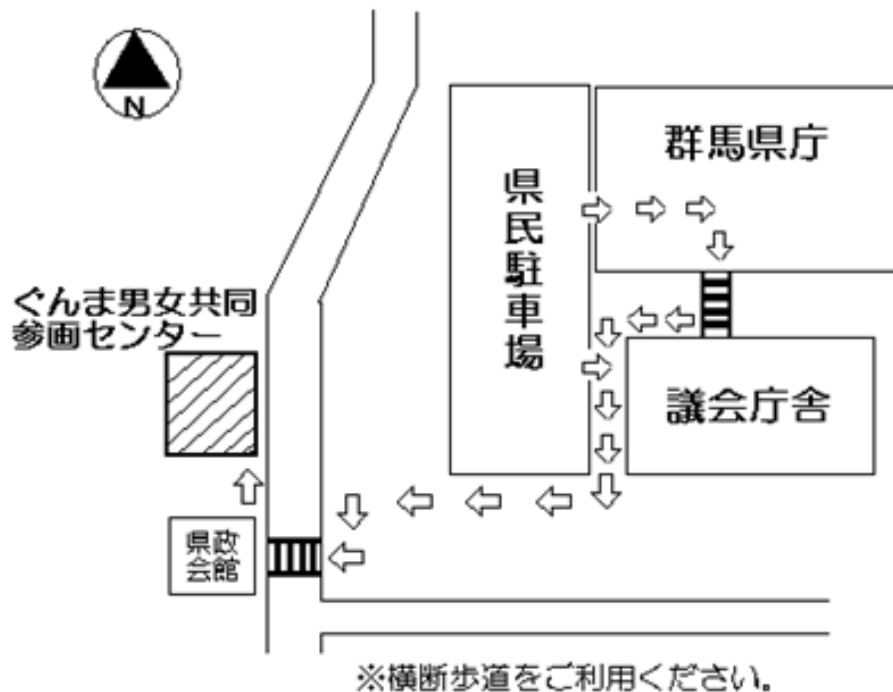 N
群馬県庁
県民駐車場
ぐんま男女共同
参画センター
議会庁舎
県政
会館
※横断歩道をご利用ください。